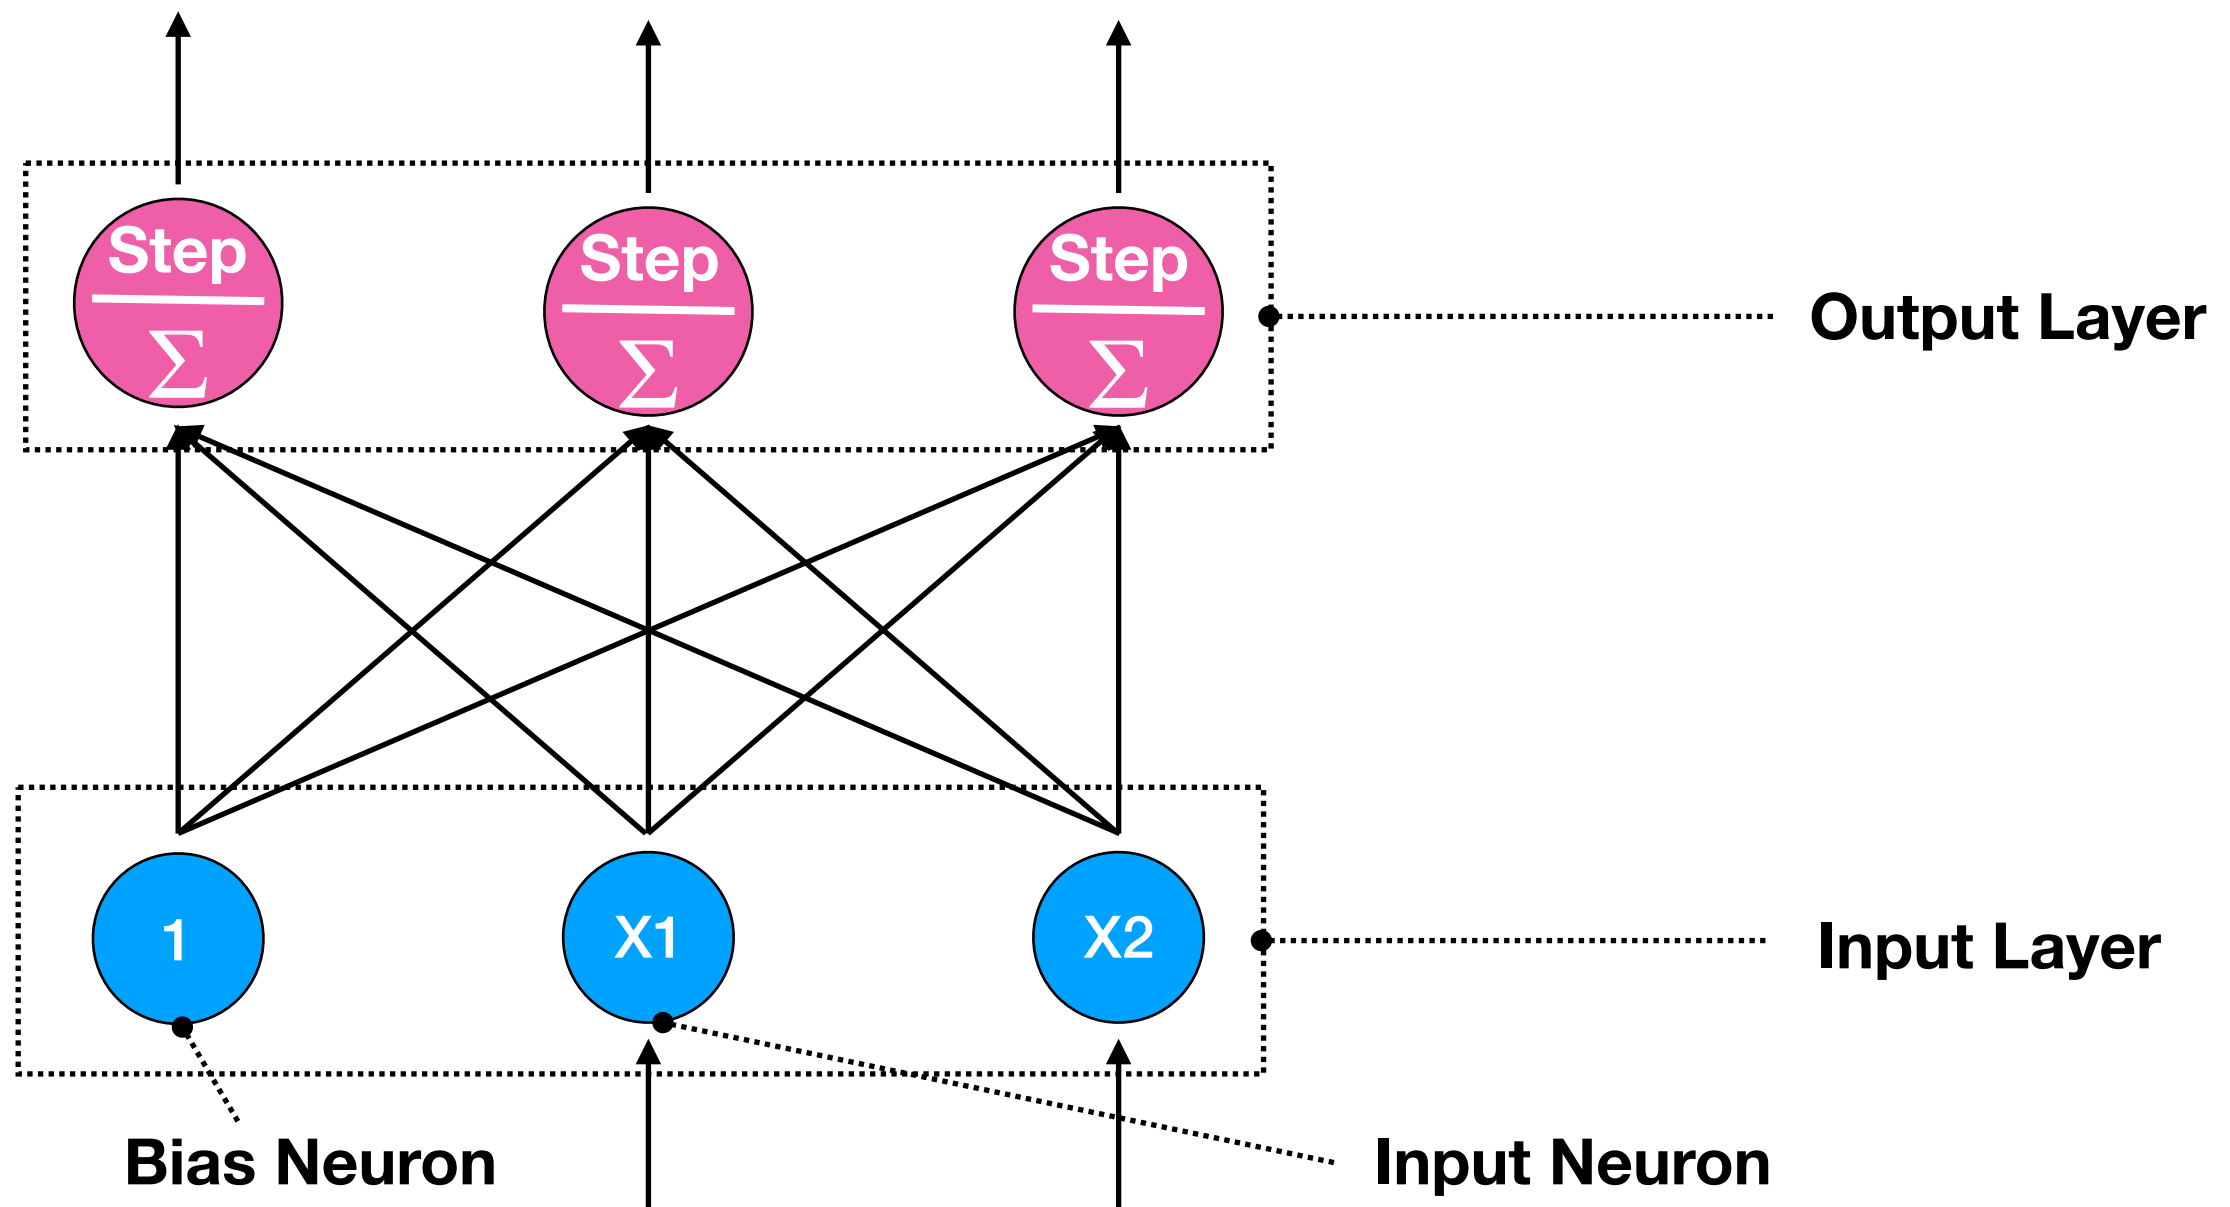 Step
Σ
Step
Σ
Step
Σ
Output Layer
1
X1
X2
Input Layer
Bias Neuron
Input Neuron